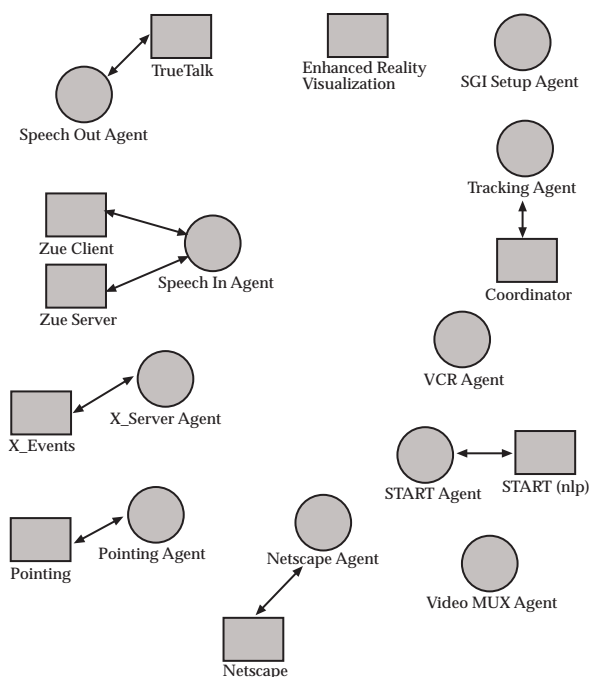 TrueTalk
Speech Out Agent
Enhanced Reality
Visualization
SGI Setup Agent
Tracking Agent
Zue Client
Speech In Agent
Zue Server
Coordinator
VCR Agent
X_Server Agent
X_Events
START Agent
START (nlp)
Pointing Agent
Pointing
Netscape Agent
Video MUX Agent
Netscape